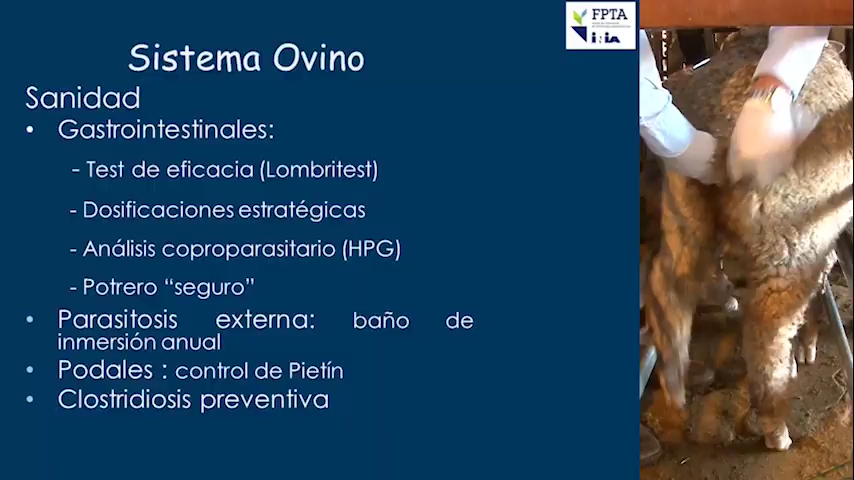 FPTA
INIA
Sistema Ovino
Sanidad
• Gastrointestinales:
- Test de eficacia (Lombritest)
- Dosificaciones estratégicas
- Análisis coproparasitario (HPG)
- Potrero “seguro”
• Parasitosis externa: baño de
inmersión anual
• Podales : control de Pietín
• Clostridiosis preventiva